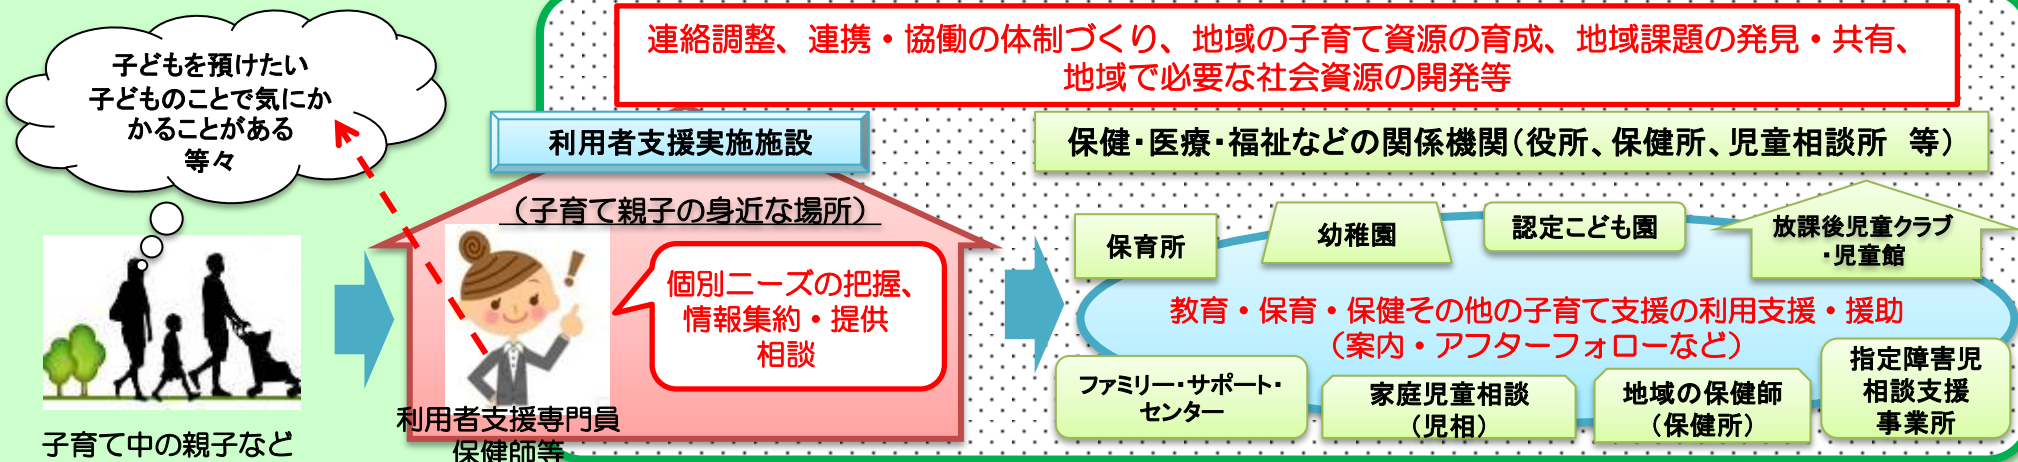 連絡調整、連携・協働の体制づくり、地域の子育て資源の育成、地域課題の発見・共有、
地域で必要な社会資源の開発等
子どもを預けたい
子どものことで気にか
かることがある
等々
利用者支援実施施設
保健・医療・福祉などの関係機関（役所、保健所、児童相談所　等）
（子育て親子の身近な場所）
個別ニーズの把握、
情報集約・提供
相談
利用者支援専門員
保健師等
子育て中の親子など
保育所
幼稚園
認定こども園
放課後児童クラブ
・児童館
教育・保育・保健その他の子育て支援の利用支援・援助
（案内・アフターフォローなど）
ファミリー・サポート・
センター
家庭児童相談
（児相）
地域の保健師
（保健所）
指定障害児
相談支援
事業所